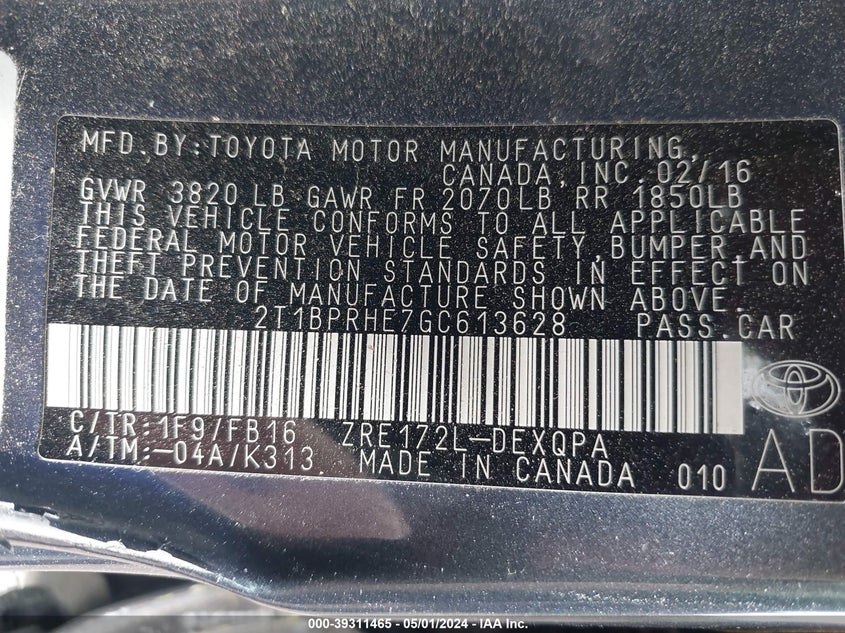 MFD. BY: TOYOTA MOTOR MANUFACTURING,
CANADA, INC. 02/16
GVWR 3820 LB GAWR FR 2070LB RR 1850LB
THIS VEHICLE CONFORMS TO ALL APPLICABLE
FEDERAL MOTOR VEHICLE SAFETY, BUMPER, AND
THEFT PREVENTION STANDARDS IN EFFECT ON
THE DATE OF MANUFACTURE SHOWN ABOVE.
2T1BPRHE7GC613628 PASS. CAR
C/TR: 1F9/FB16 ZRE172L-DEXQPA
A/TM: -04A/K313 MADE IN CANADA 010 AD
000-39311465 - 05/01/2024 - IAA Inc.